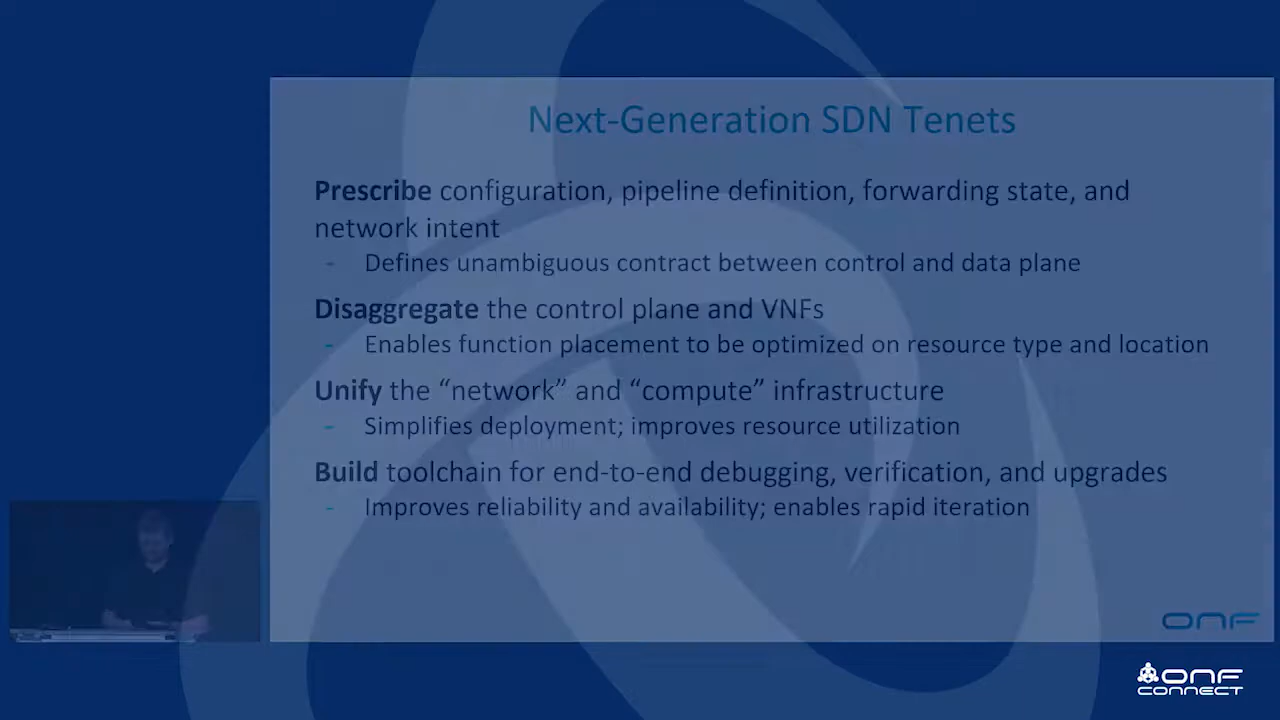 Next-Generation SDN Tenets
Prescribe configuration, pipeline definition, forwarding state, and
network intent
- Defines unambiguous contract between control and data plane
Disaggregate the control plane and VNFs
- Enables function placement to be optimized on resource type and location
Unify the “network” and “compute” infrastructure
- Simplifies deployment; improves resource utilization
Build toolchain for end-to-end debugging, verification, and upgrades
- Improves reliability and availability; enables rapid iteration
ONF
ONF
CONNECT